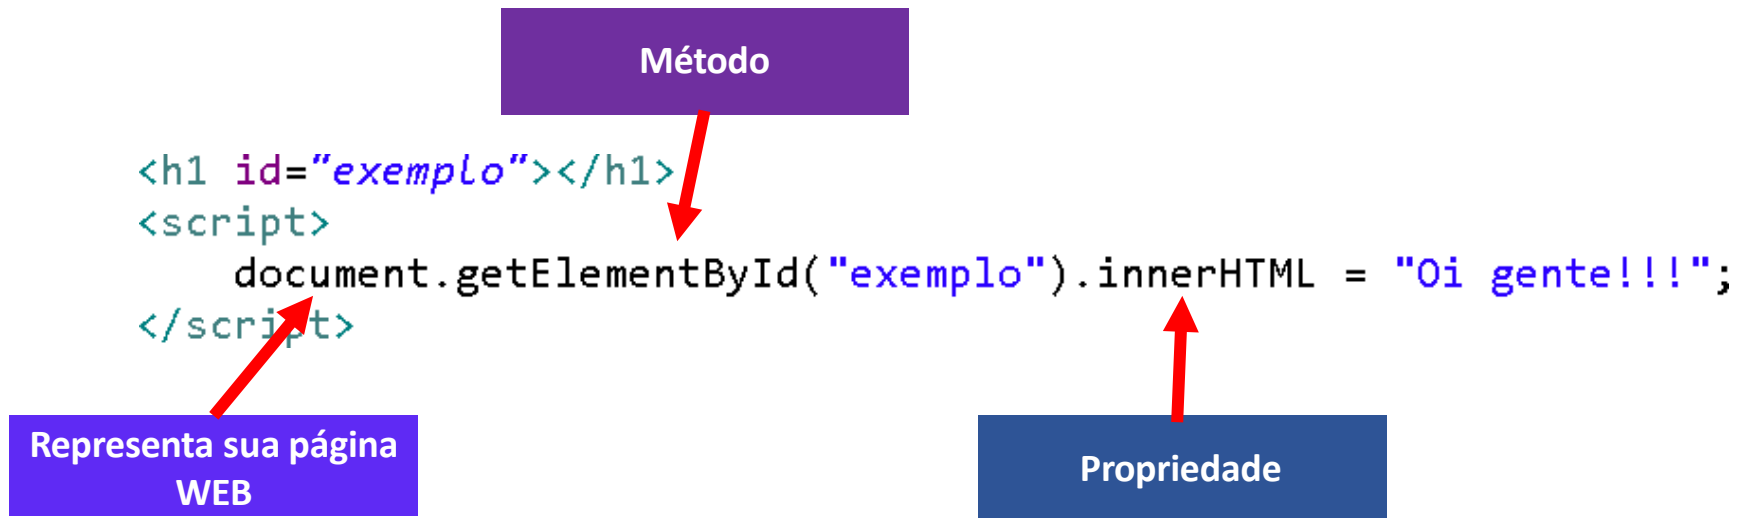 Método
<h1 id="exemplo"></h1>
<script>
document.getElementById("exemplo").innerHTML = "Oi gente!!!";
</script>
Representa sua página
WEB
Propriedade